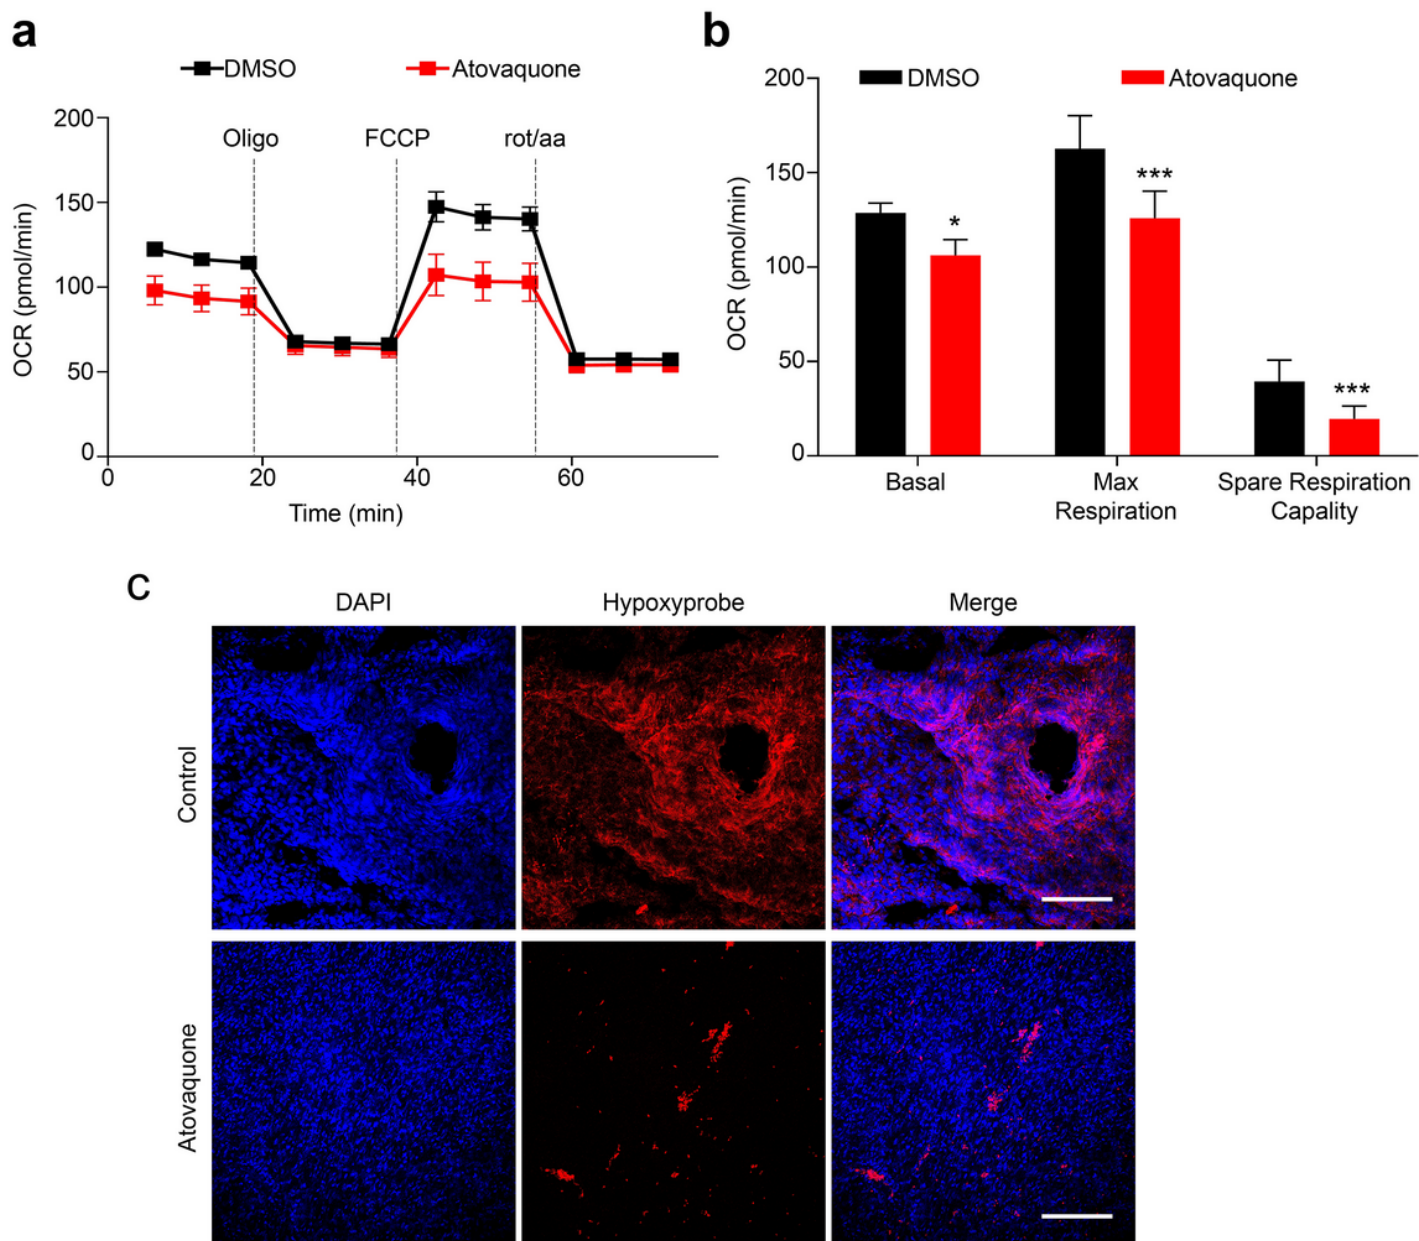 a
DMSO
Atovaquone
200
150
100
50
0
OCR (pmol/min)
Oligo
FCCP
rot/aa
0
20
40
60
Time (min)
b
DMSO
Atovaquone
200
150
100
50
0
OCR (pmol/min)
*
***
***
Basal
Max
Respiration
Spare Respiration
Capality
c
DAPI
Hypoxyprobe
Merge
Control
Atovaquone